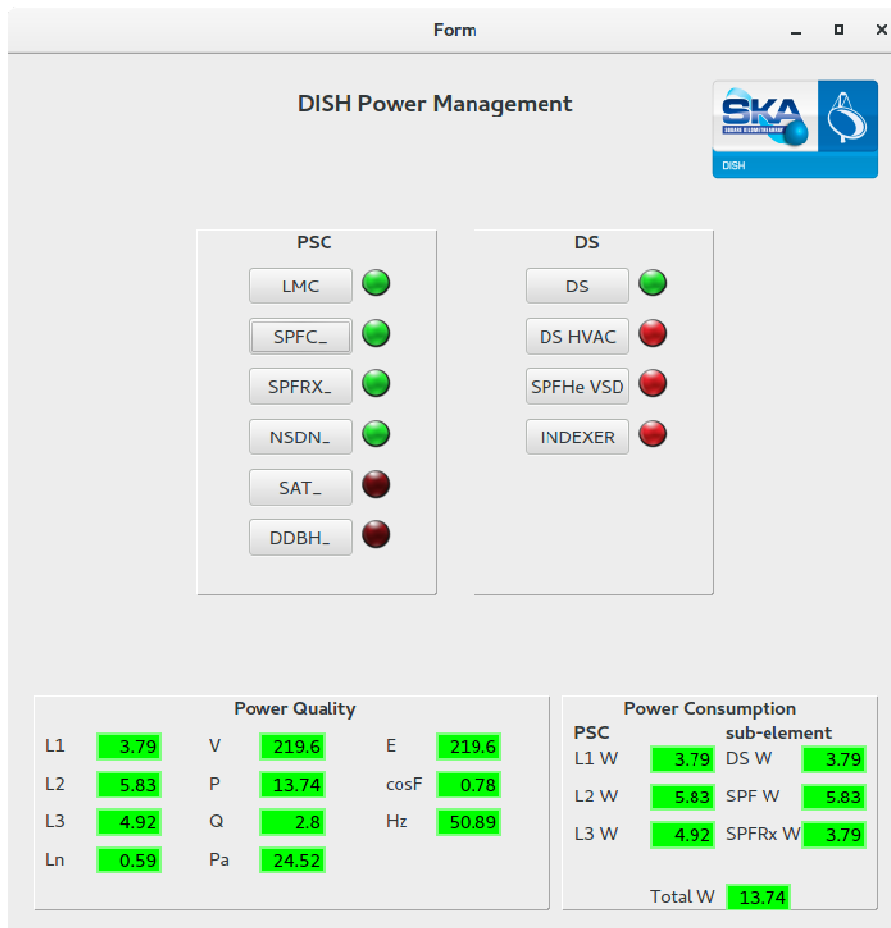 Form
DISH Power Management
SKA
SQUARE KILOMETRE ARRAY
DISH
PSC
LMC
SPFC_
SPFRX_
NSDN_
SAT_
DDBH_
DS
DS
DS HVAC
SPFHe VSD
INDEXER
Power Quality
L1 3.79 V 219.6 E 219.6
L2 5.83 P 13.74 cosF 0.78
L3 4.92 Q 2.8 Hz 50.89
Ln 0.59 Pa 24.52
Power Consumption
PSC sub-element
L1 W 3.79 DS W 3.79
L2 W 5.83 SPF W 5.83
L3 W 4.92 SPFRx W 3.79
Total W 13.74